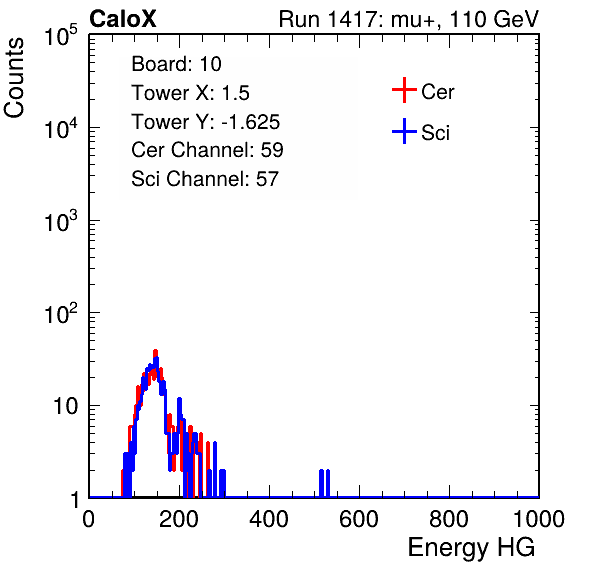 CaloX Run 1417: mu+, 110 GeV
Counts
Board: 10
Tower X: 1.5
Tower Y: -1.625
Cer Channel: 59
Sci Channel: 57
Cer
Sci
10^5
10^4
10^3
10^2
10
1
0 200 400 600 800 1000
Energy HG